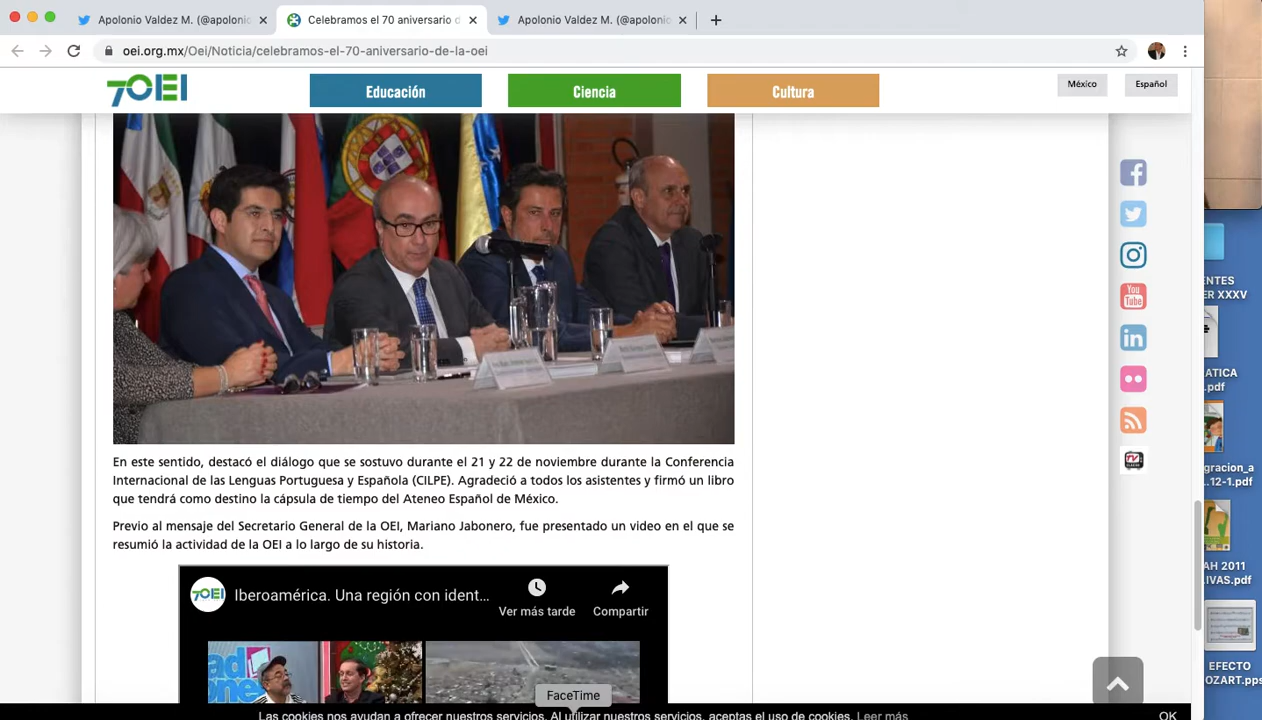 Apolonio Valdez M. (@apolonio
Celebramos el 70 aniversario d
Apolonio Valdez M. (@apolonio
oei.org.mx/Oei/Noticia/celebramos-el-70-aniversario-de-la-oei
7OEI
Educación
Ciencia
Cultura
México
Español
En este sentido, destacó el diálogo que se sostuvo durante el 21 y 22 de noviembre durante la Conferencia
Internacional de las Lenguas Portuguesa y Española (CILPE). Agradeció a todos los asistentes y firmó un libro
que tendrá como destino la cápsula de tiempo del Ateneo Español de México.
Previo al mensaje del Secretario General de la OEI, Mariano Jabonero, fue presentado un video en el que se
resumió la actividad de la OEI a lo largo de su historia.
7OEI
Iberoamérica. Una región con ident...
Ver más tarde
Compartir
FaceTime
Las cookies nos ayudan a ofrecer nuestros servicios. Al utilizar nuestros servicios, aceptas el uso de cookies. Leer más
OK
You
Tube
TV
ENTES
ER XXXV
ATICA
.pdf
gracion_a
..12-1.pdf
AH 2011
IVAS.pdf
EFECTO
OZART.pps